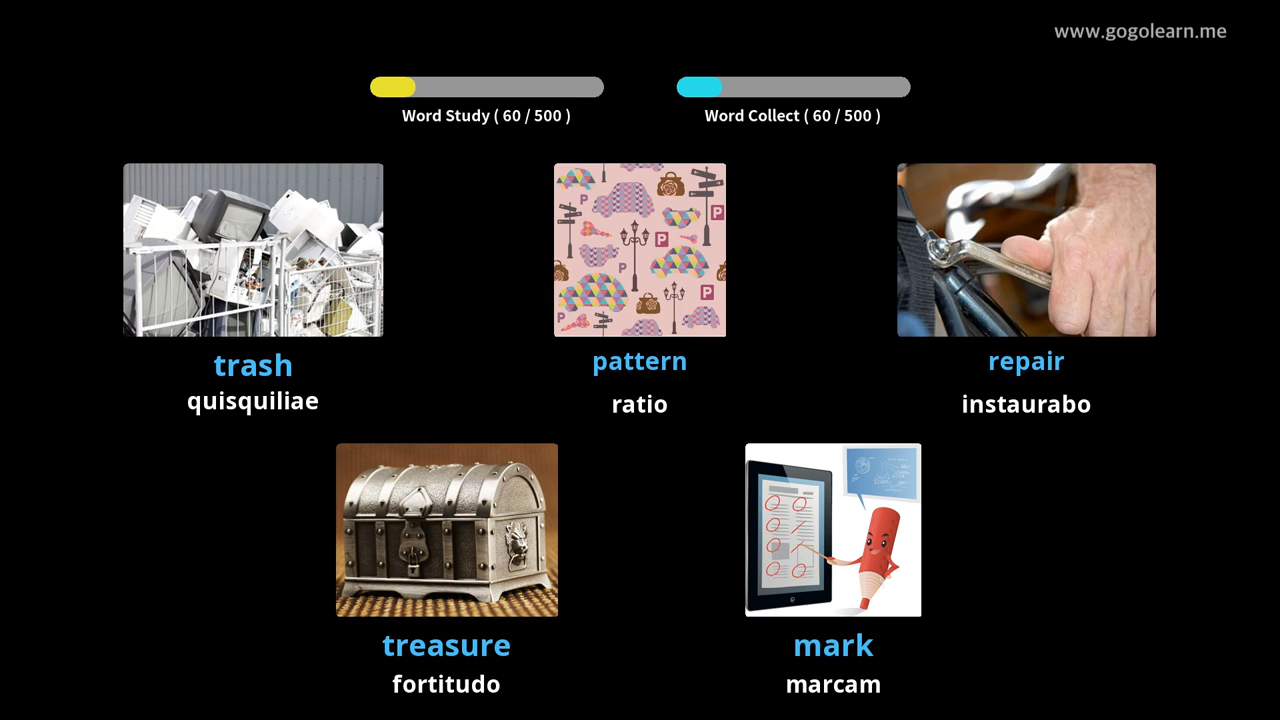 www.gogolearn.me
Word Study ( 60 / 500 )
Word Collect ( 60 / 500 )
trash
quisquiliae
pattern
ratio
repair
instaurabo
treasure
fortitudo
mark
marcam